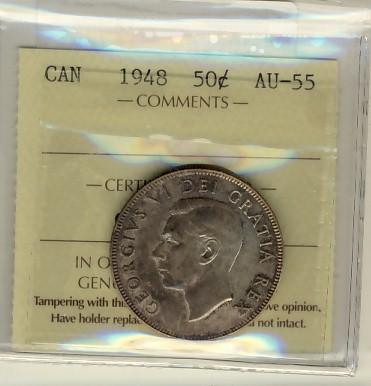 CAN 1948 50¢ AU-55
— COMMENTS —
— CERT
GEORGIVS VI DEI GRATIA REX
IN O
GEN
Tampering with thi ve opinion.
Have holder repla not intact.